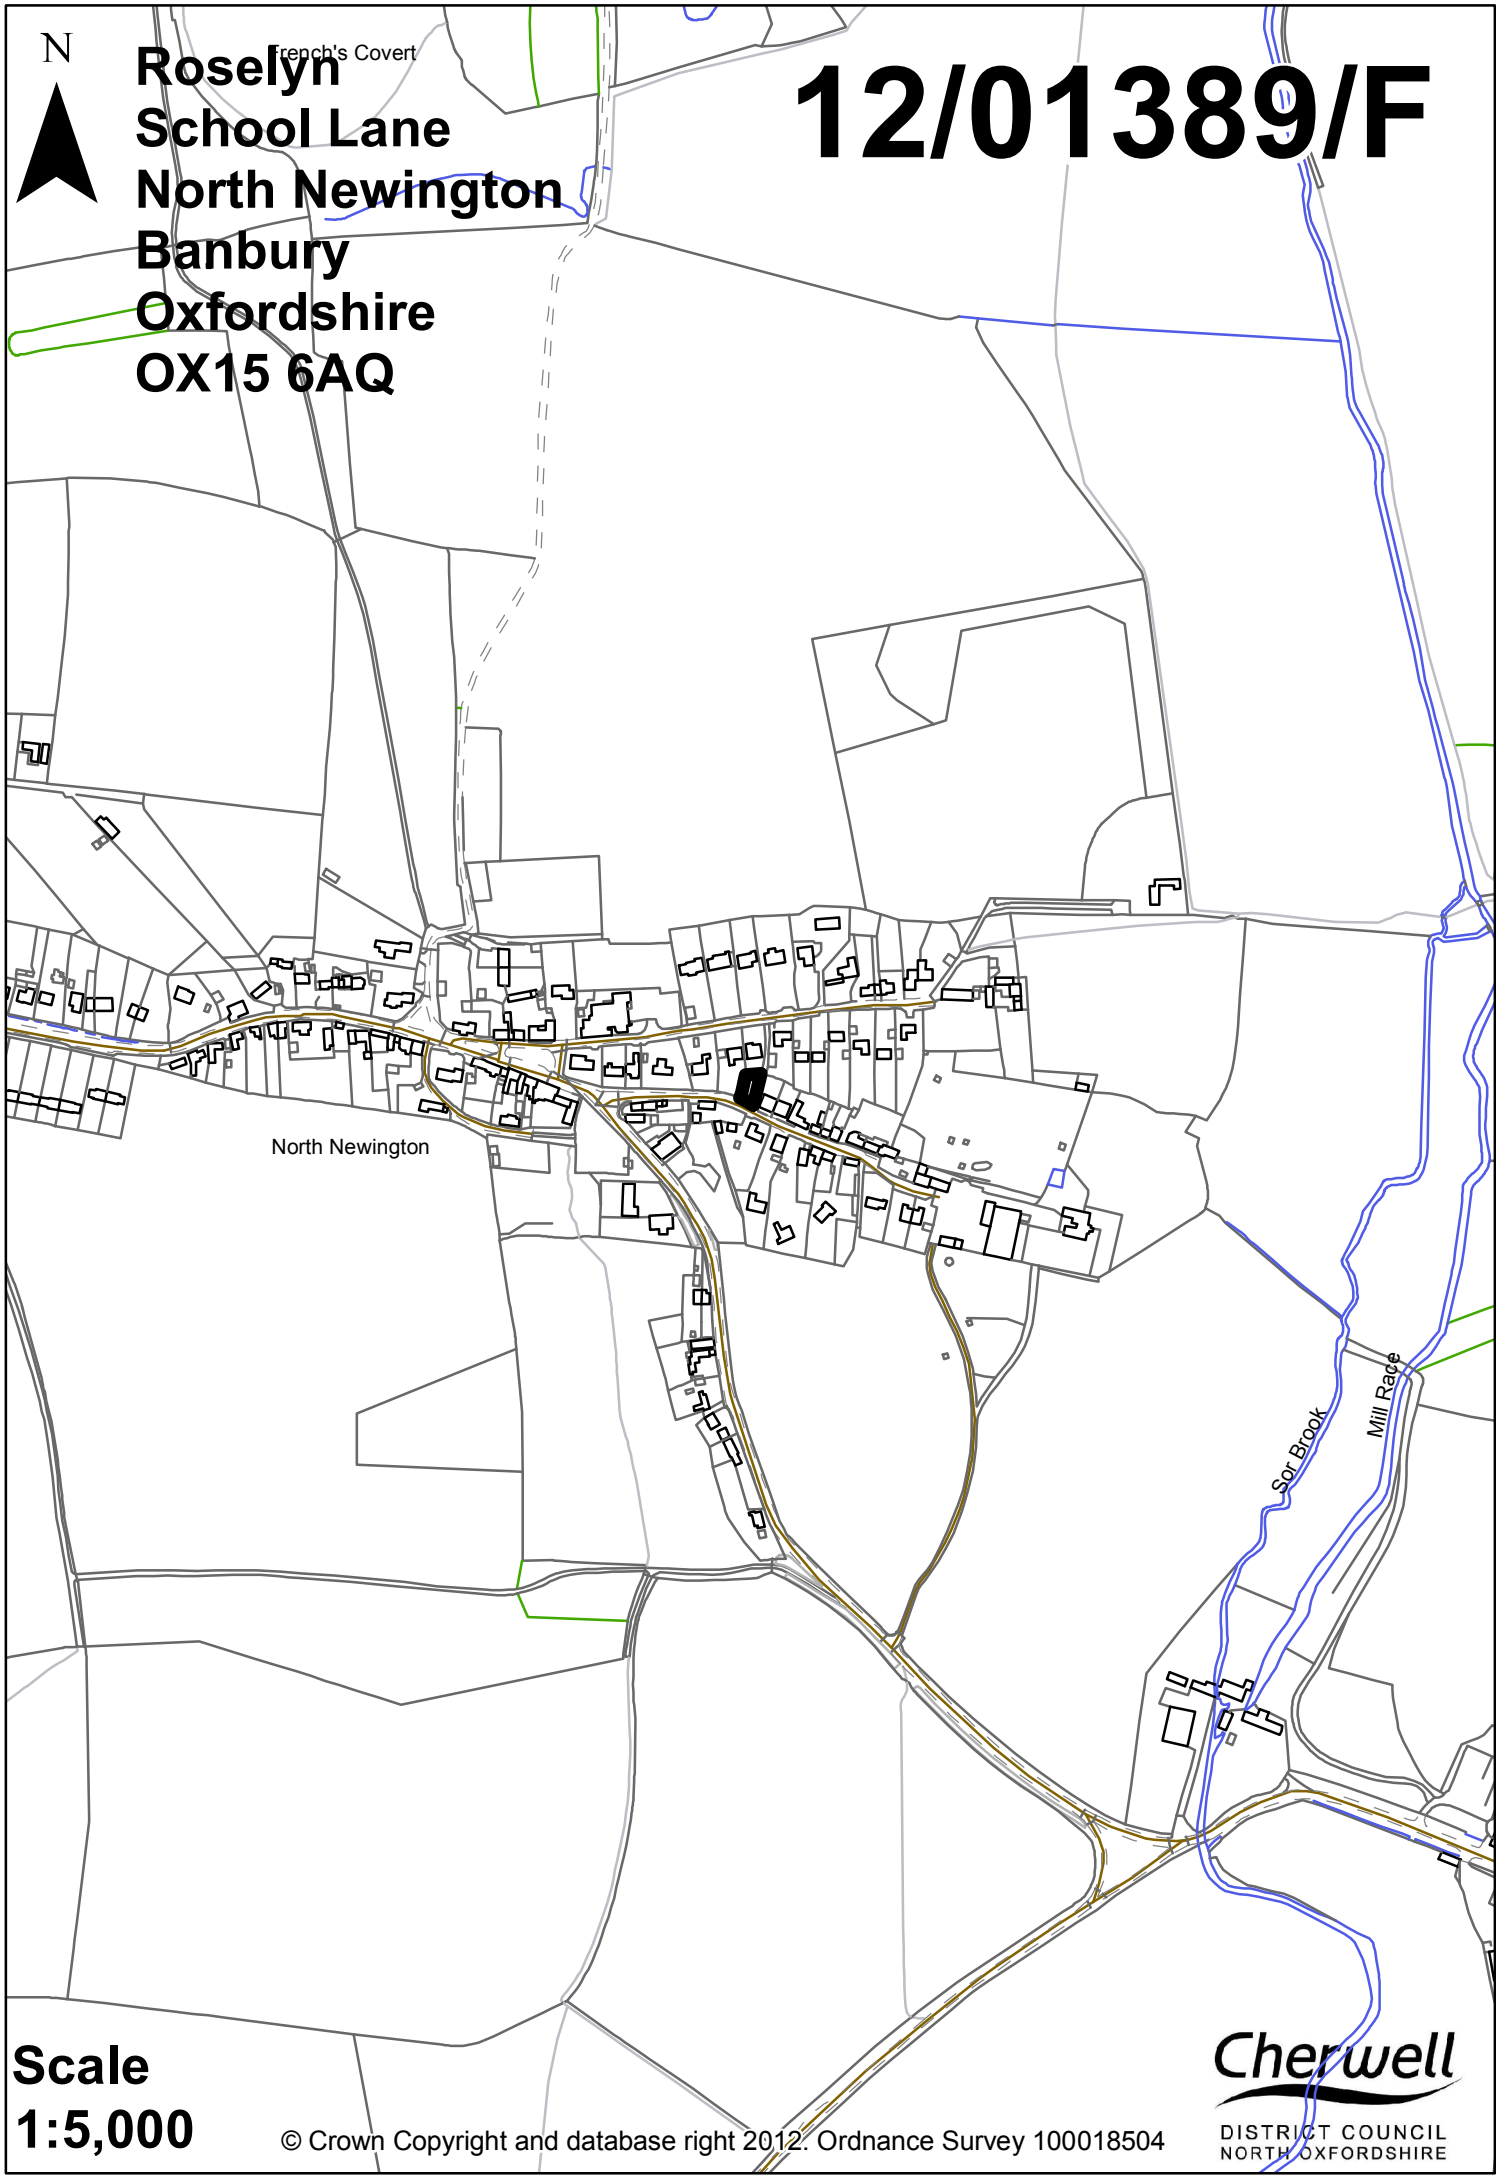 N
French's Covert
Roselyn
School Lane
North Newington
Banbury
Oxfordshire
OX15 6AQ
12/01389/F
North Newington
Sor Brook
Mill Race
Scale
1:5,000
© Crown Copyright and database right 2012. Ordnance Survey 100018504
Cherwell
DISTRICT COUNCIL
NORTH OXFORDSHIRE